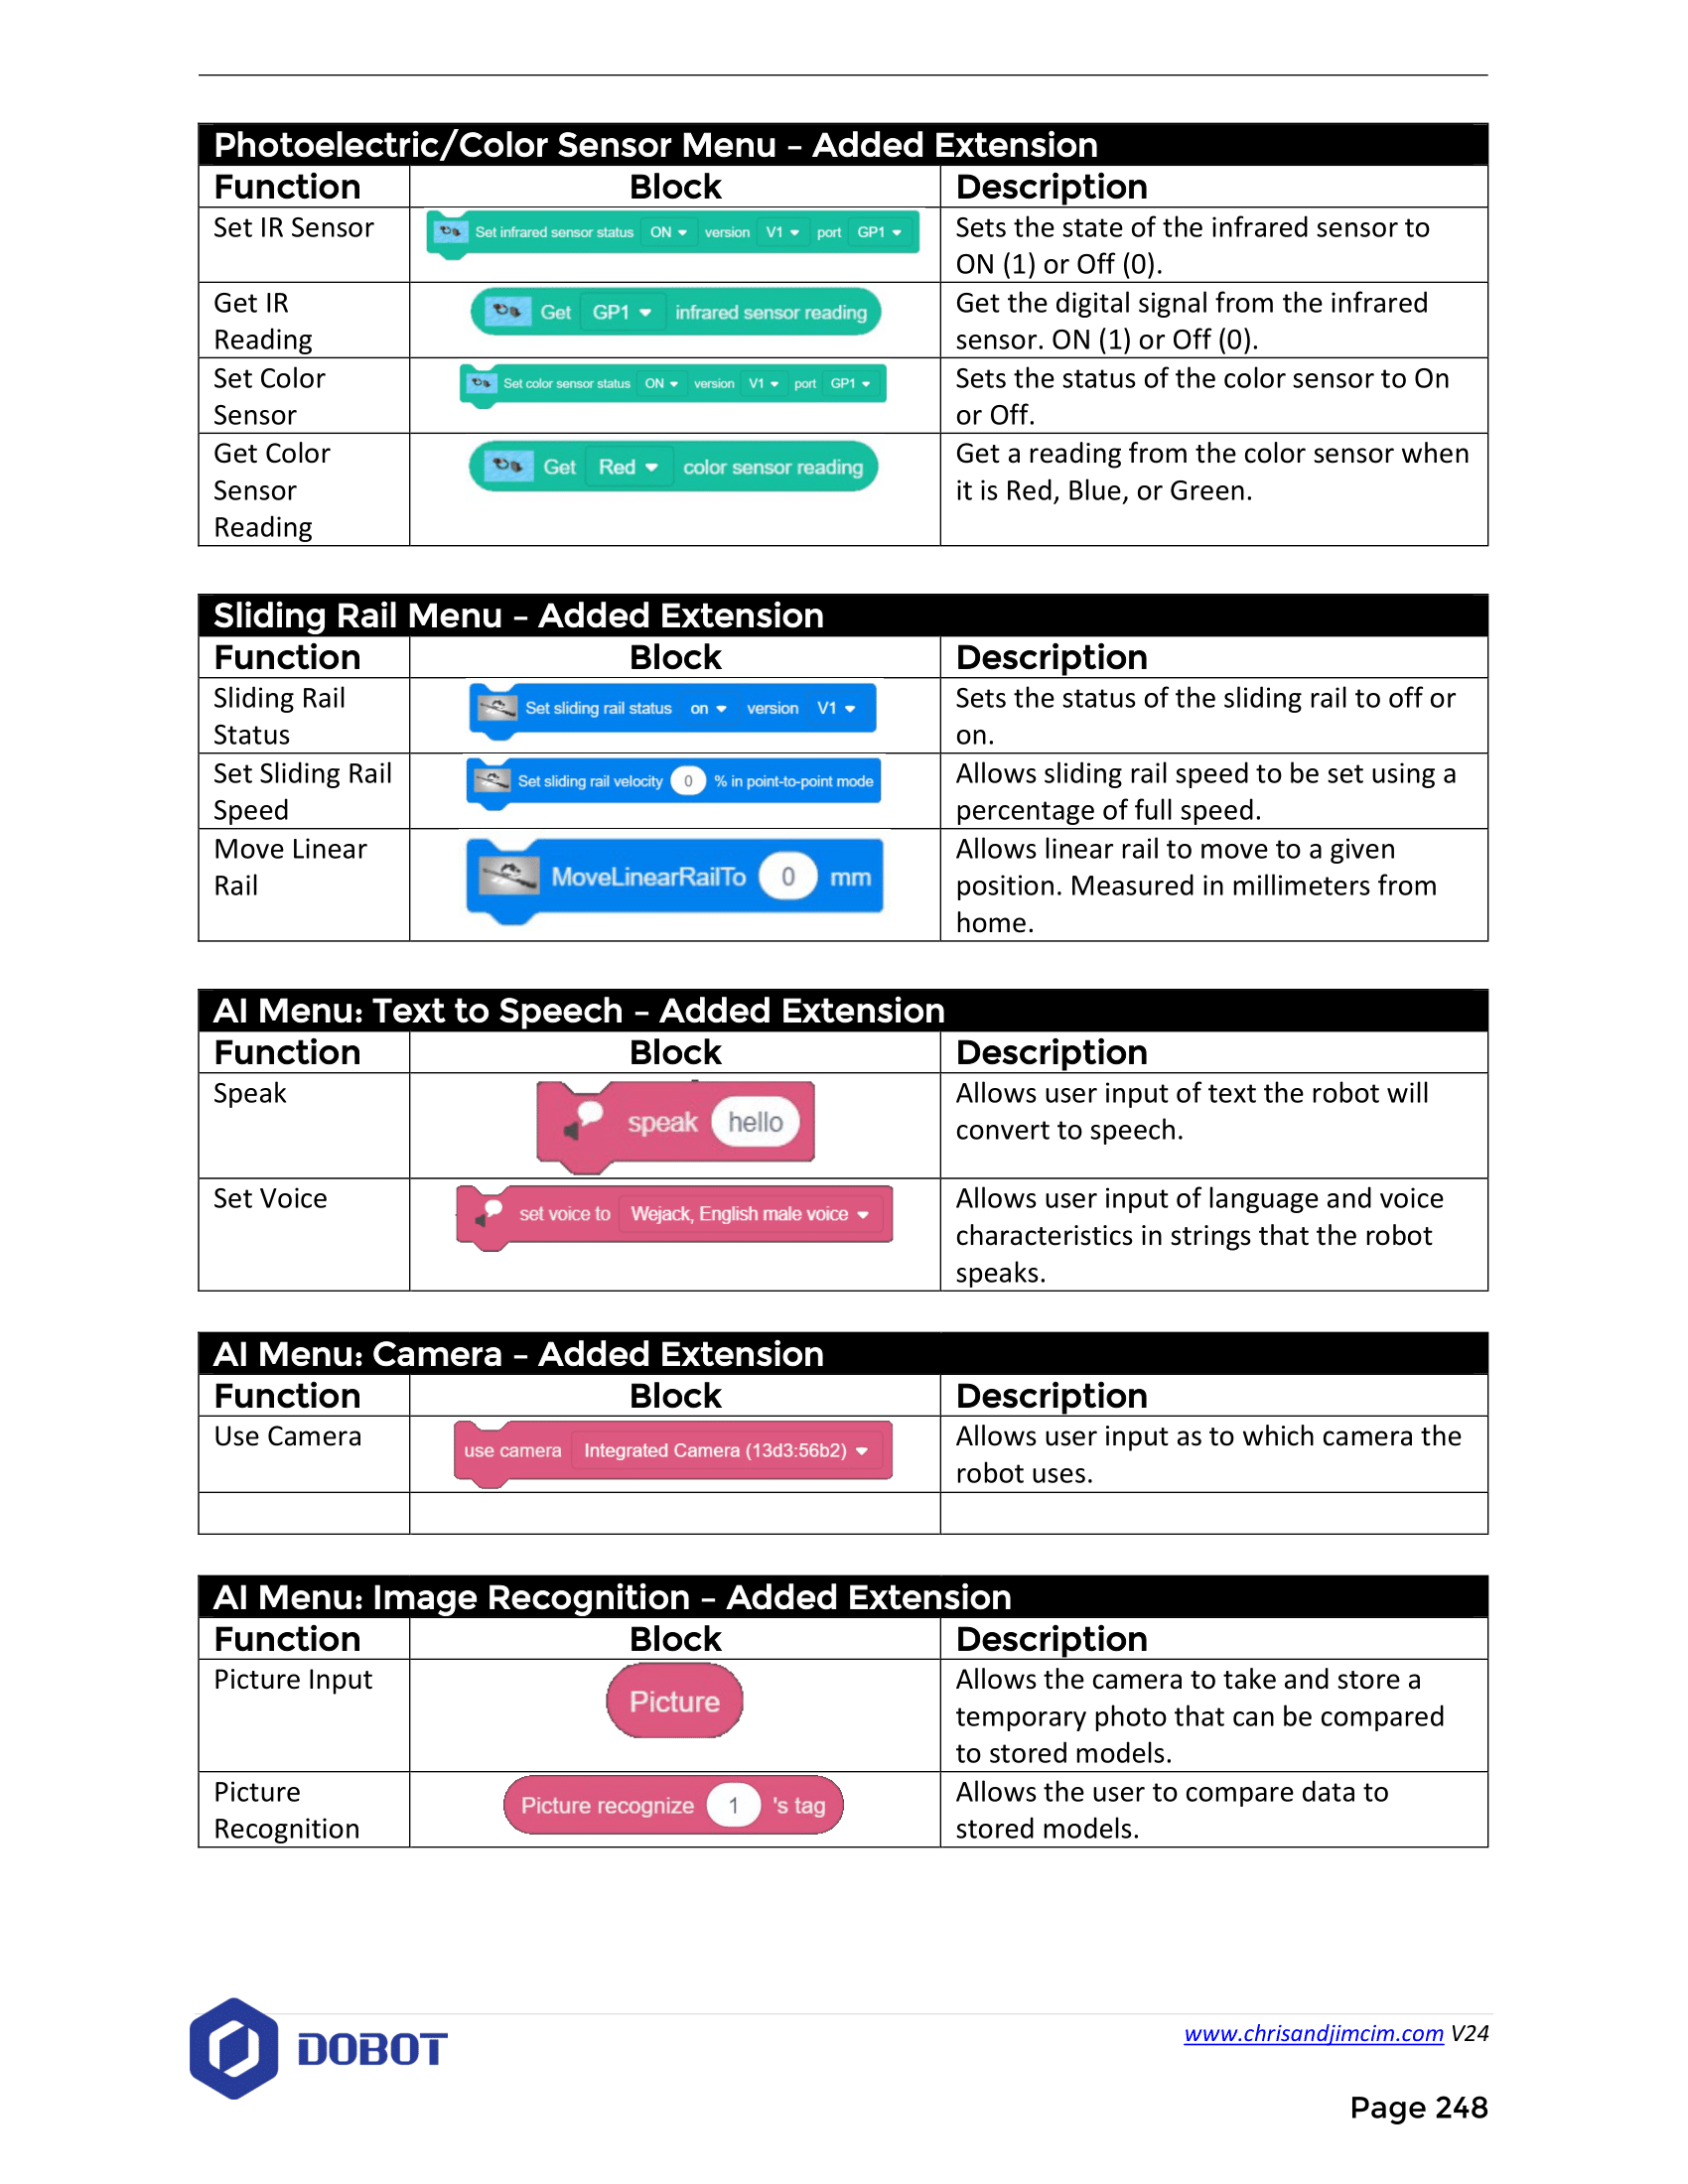 Photoelectric/Color Sensor Menu – Added Extension
Function Block Description
Set IR Sensor
Set infrared sensor status ON version V1 port GP1
Sets the state of the infrared sensor to
ON (1) or Off (0).
Get IR
Reading
Get GP1 infrared sensor reading
Get the digital signal from the infrared
sensor. ON (1) or Off (0).
Set Color
Sensor
Set color sensor status ON version V1 port GP1
Sets the status of the color sensor to On
or Off.
Get Color
Sensor
Reading
Get Red color sensor reading
Get a reading from the color sensor when
it is Red, Blue, or Green.
Sliding Rail Menu – Added Extension
Function Block Description
Sliding Rail
Status
Set sliding rail status on version V1
Sets the status of the sliding rail to off or
on.
Set Sliding Rail
Speed
Set sliding rail velocity 0 % in point-to-point mode
Allows sliding rail speed to be set using a
percentage of full speed.
Move Linear
Rail
MoveLinearRailTo 0 mm
Allows linear rail to move to a given
position. Measured in millimeters from
home.
AI Menu: Text to Speech – Added Extension
Function Block Description
Speak
speak hello
Allows user input of text the robot will
convert to speech.
Set Voice
set voice to Wejack, English male voice
Allows user input of language and voice
characteristics in strings that the robot
speaks.
AI Menu: Camera – Added Extension
Function Block Description
Use Camera
use camera Integrated Camera (13d3:56b2)
Allows user input as to which camera the
robot uses.
AI Menu: Image Recognition – Added Extension
Function Block Description
Picture Input
Picture
Allows the camera to take and store a
temporary photo that can be compared
to stored models.
Picture
Recognition
Picture recognize 1 's tag
Allows the user to compare data to
stored models.
DOBOT
www.chrisandjimcim.com V24
Page 248